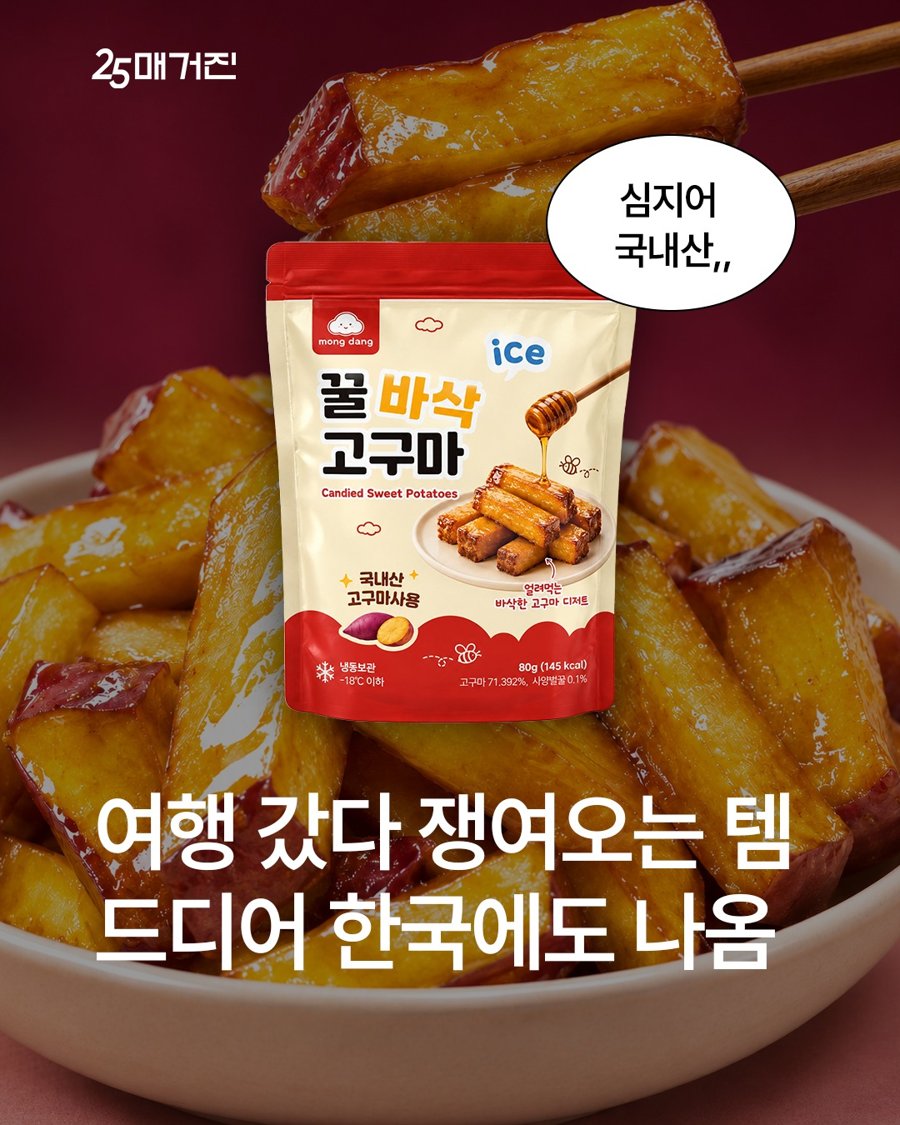 25매거진
심지어
국내산,,
mong dang
ice
꿀 바삭
고구마
Candied Sweet Potatoes
국내산
고구마사용
얼려먹는
바삭한 고구마 디저트
냉동보관
-18℃ 이하
80g (145 kcal)
고구마 71.392%, 사양벌꿀 0.1%
여행 갔다 쟁여오는 템
드디어 한국에도 나옴